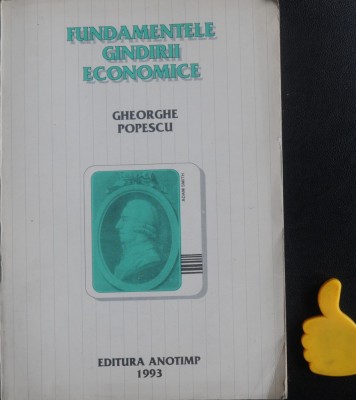 FUNDAMENTELE
GINDIRII
ECONOMICE
GHEORGHE
POPESCU
ADAM SMITH
EDITURA ANOTIMP
1993